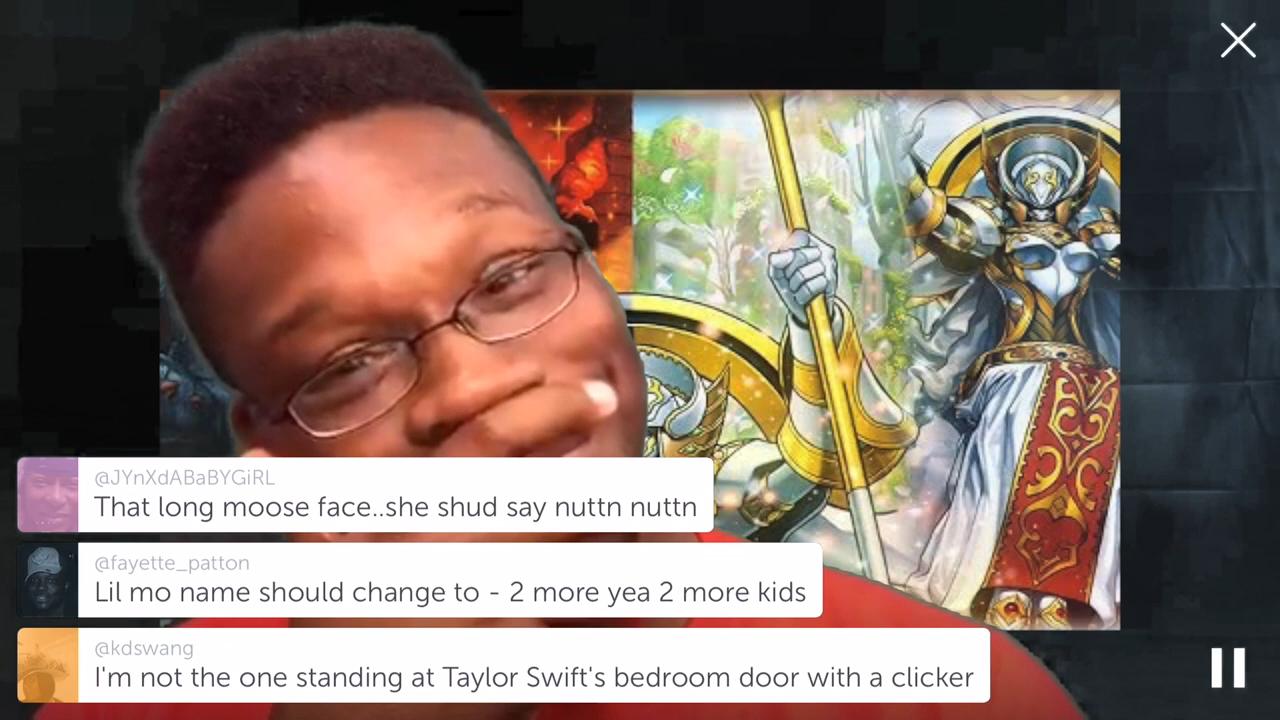 @JYnXdABaBYGiRL
That long moose face..she shud say nuttn nuttn
@fayette_patton
Lil mo name should change to - 2 more yea 2 more kids
@kdswang
I'm not the one standing at Taylor Swift's bedroom door with a clicker